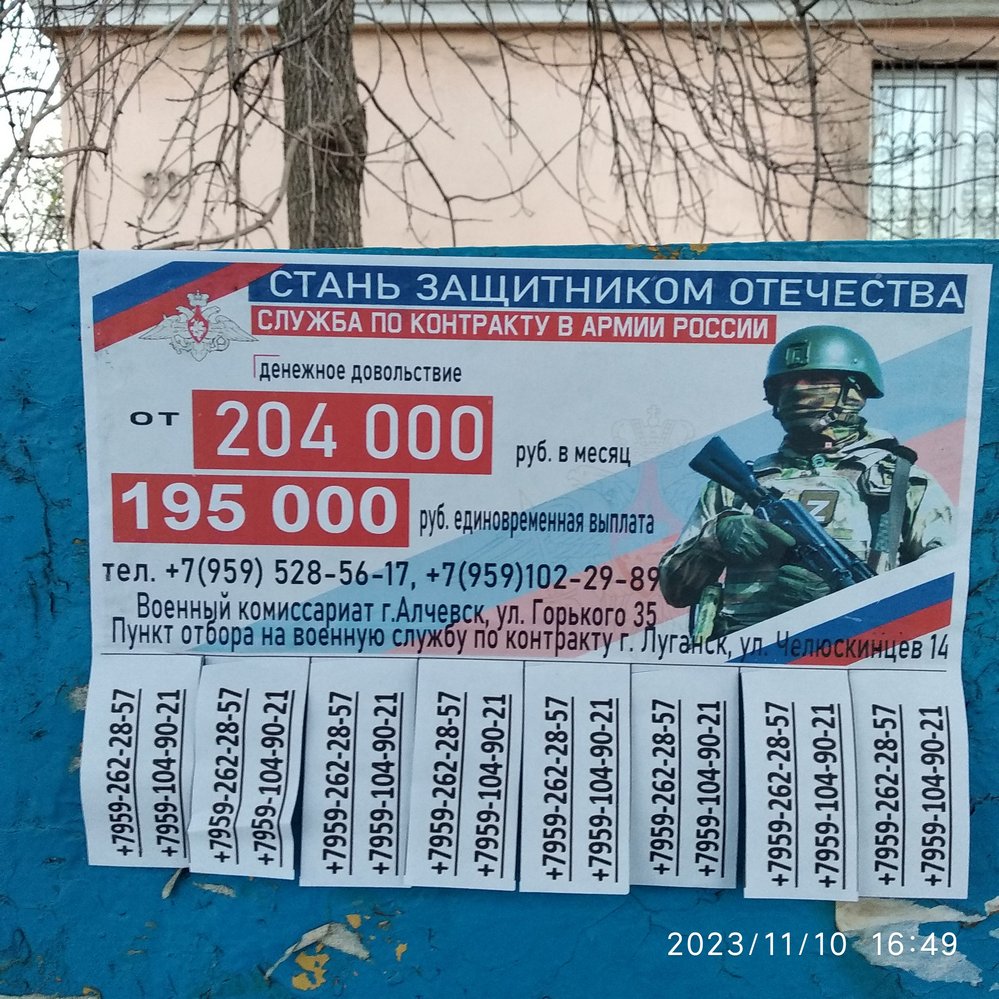 СТАНЬ ЗАЩИТНИКОМ ОТЕЧЕСТВА
СЛУЖБА ПО КОНТРАКТУ В АРМИИ РОССИИ
денежное довольствие
от 204 000 руб. в месяц
195 000 руб. единовременная выплата
тел. +7(959) 528-56-17, +7(959)102-29-89
Военный комиссариат г.Алчевск, ул. Горького 35
Пункт отбора на военную службу по контракту г. Луганск, ул. Челюскинцев 14
Z
+7959-262-28-57
+7959-104-90-21
+7959-262-28-57
+7959-104-90-21
+7959-262-28-57
+7959-104-90-21
+7959-262-28-57
+7959-104-90-21
+7959-262-28-57
+7959-104-90-21
+7959-262-28-57
+7959-104-90-21
+7959-262-28-57
+7959-104-90-21
+7959-262-28-57
+7959-104-90-21
2023/11/10 16:49